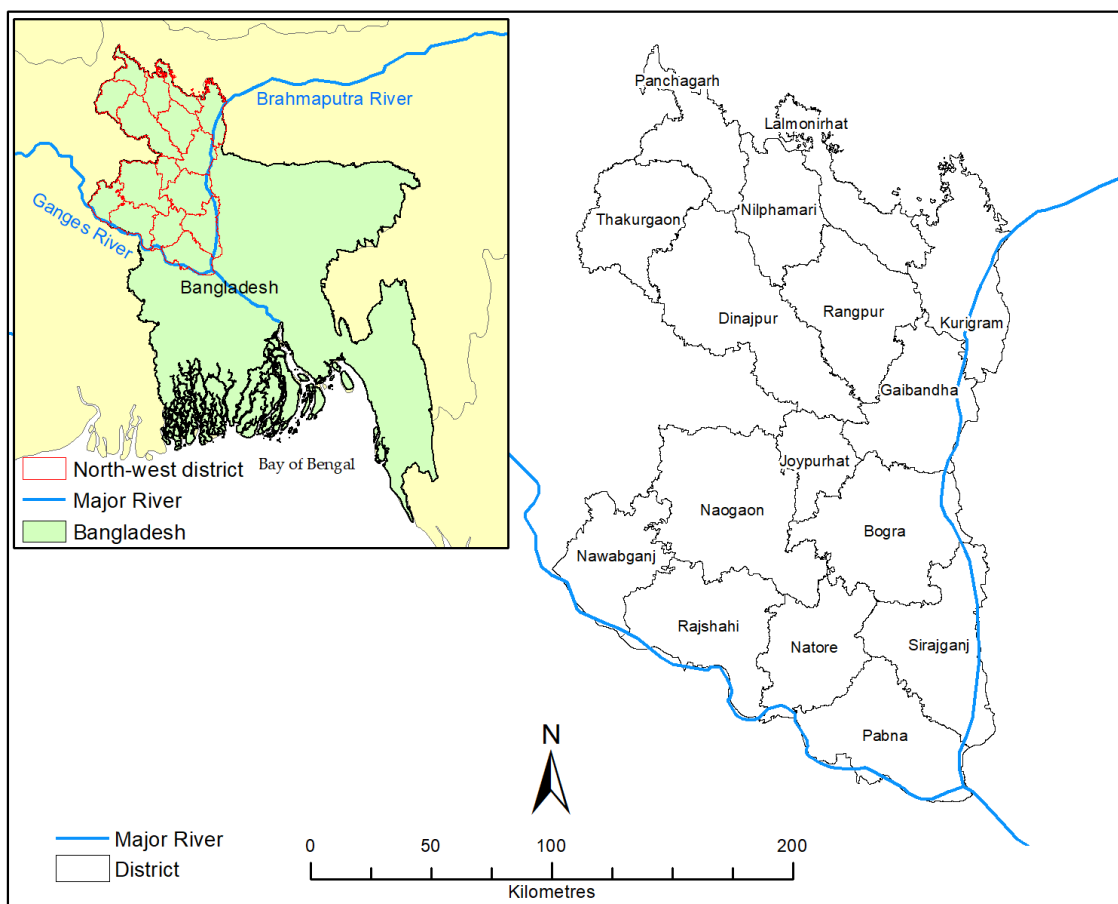 Brahmaputra River
Ganges River
Bangladesh
Bay of Bengal
North-west district
Major River
Bangladesh
Panchagarh
Lalmonirhat
Thakurgaon
Nilphamari
Dinajpur
Rangpur
Kurigram
Gaibandha
Joypurhat
Naogaon
Bogra
Nawabganj
Rajshahi
Natore
Sirajganj
Pabna
N
Major River
District
0 50 100 200
Kilometres